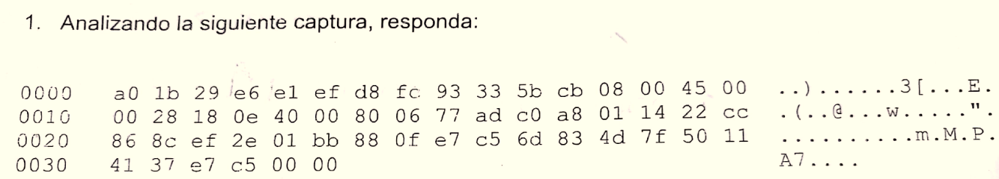 1. Analizando la siguiente captura, responda:
0000 a0 1b 29 e6 e1 ef d8 fc 93 33 5b cb 08 00 45 00 ..).......3[...E.
0010 00 28 18 0e 40 00 80 06 77 ad c0 a8 01 14 22 cc .(..@...w.....".
0020 86 8c ef 2e 01 bb 88 0f e7 c5 6d 83 4d 7f 50 11 ..........m.M.P.
0030 41 37 e7 c5 00 00 A7....